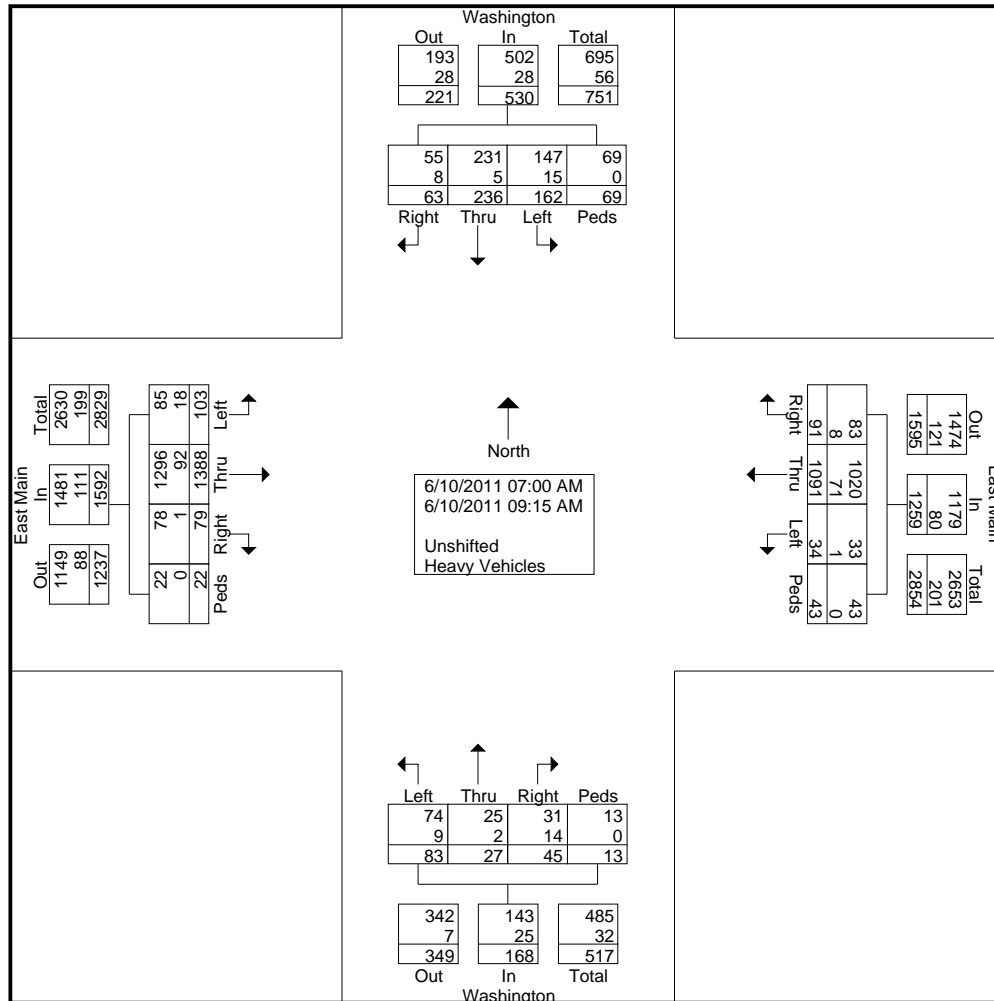 Washington
Out In Total
193 502 695
28 28 56
221 530 751
55 231 147 69
8 5 15 0
63 236 162 69
Right Thru Left Peds
East Main
Total In Out
2630 1481 1149
199 111 88
2829 1592 1237
85 1296 78 22
18 92 1 0
103 1388 79 22
Left Thru Right Peds
North
6/10/2011 07:00 AM
6/10/2011 09:15 AM
Unshifted
Heavy Vehicles
Right Thru Left Peds
91 1091 34 43
8 71 1 0
83 1020 33 43
Out In Total
1595 1259 2854
121 80 201
1474 1179 2653
East Main
Left Thru Right Peds
74 25 31 13
9 2 14 0
83 27 45 13
342 143 485
7 25 32
349 168 517
Out In Total
Washington